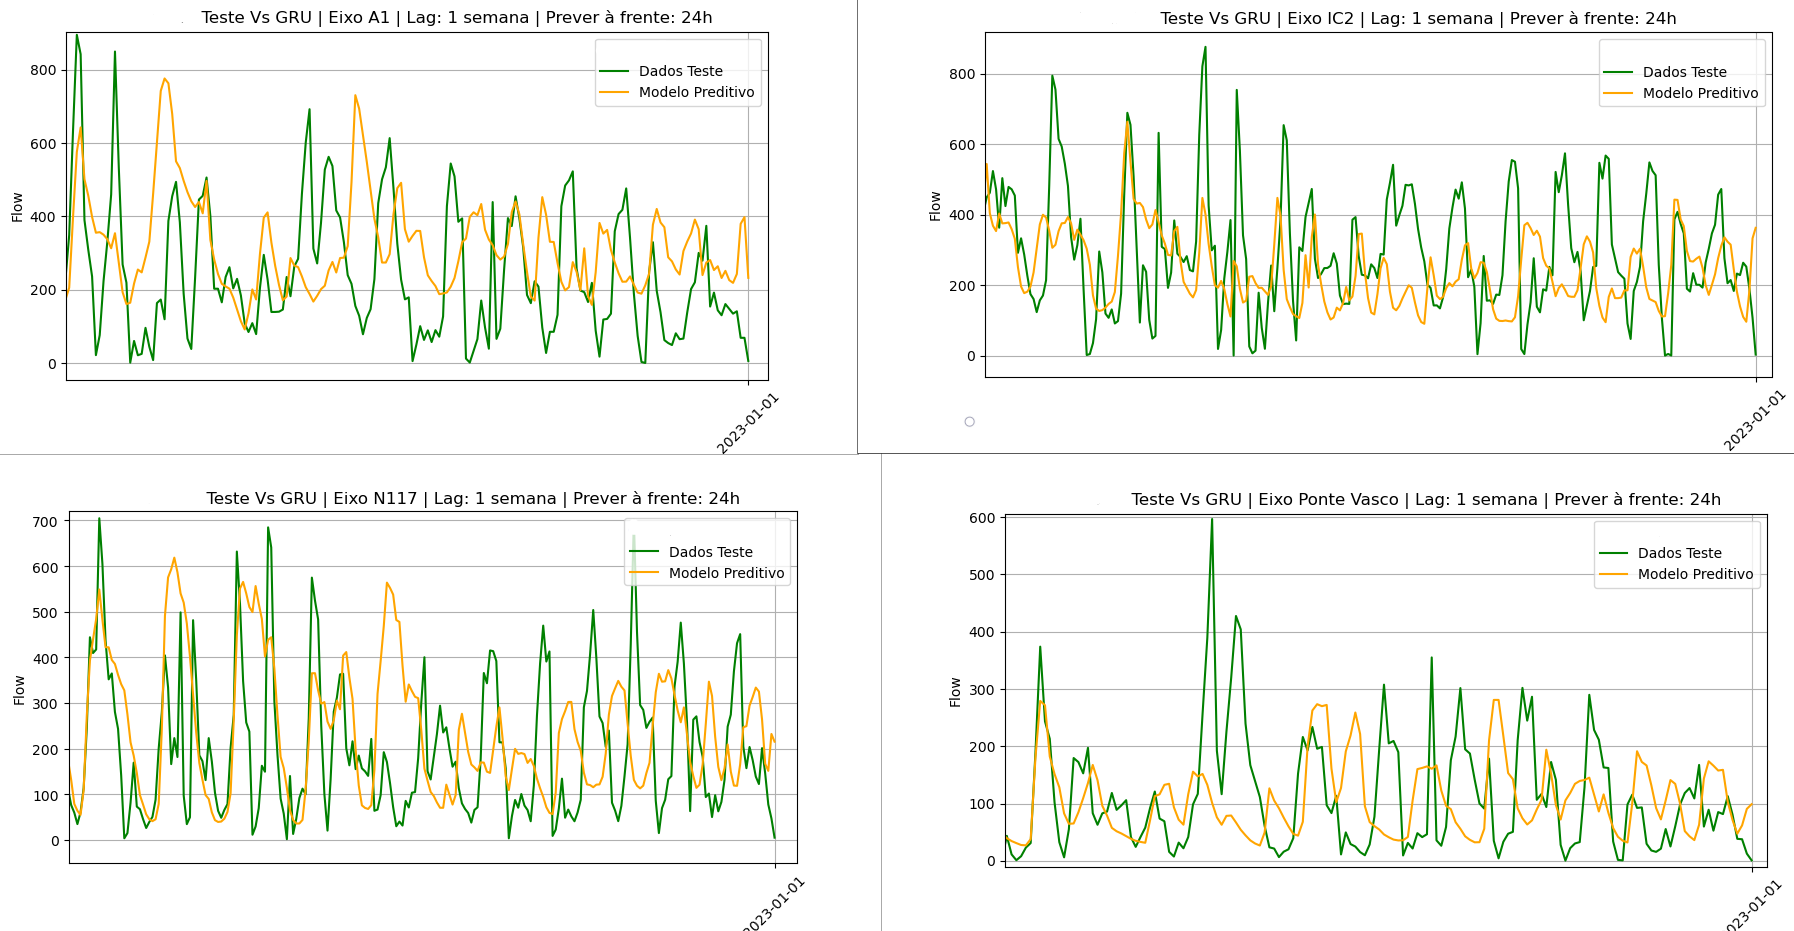 Teste Vs GRU | Eixo A1 | Lag: 1 semana | Prever à frente: 24h
Flow
800
600
400
200
0
Dados Teste
Modelo Preditivo
2023-01-01
Teste Vs GRU | Eixo IC2 | Lag: 1 semana | Prever à frente: 24h
Flow
800
600
400
200
0
Dados Teste
Modelo Preditivo
2023-01-01
Teste Vs GRU | Eixo N117 | Lag: 1 semana | Prever à frente: 24h
Flow
700
600
500
400
300
200
100
0
Dados Teste
Modelo Preditivo
2023-01-01
Teste Vs GRU | Eixo Ponte Vasco | Lag: 1 semana | Prever à frente: 24h
Flow
600
500
400
300
200
100
0
Dados Teste
Modelo Preditivo
023-01-01